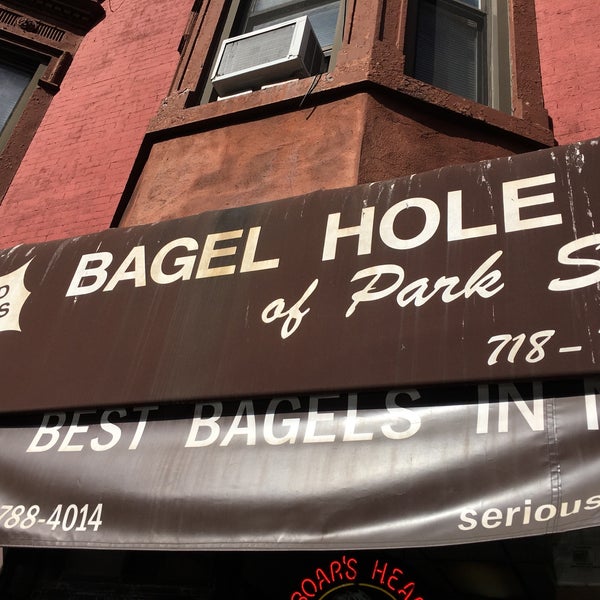 BAGEL HOLE
of Park S
718-
BEST BAGELS IN
788-4014
serious
BOAR'S HEA